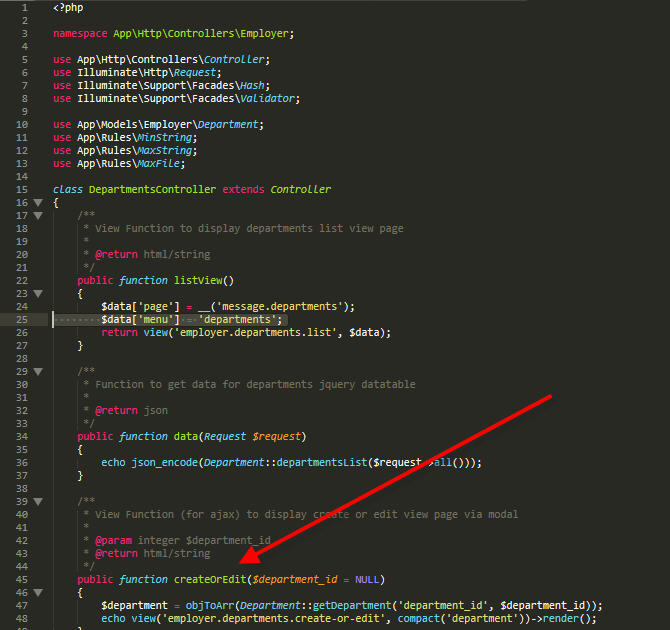 1 <?php
2
3 namespace App\Http\Controllers\Employer;
4
5 use App\Http\Controllers\Controller;
6 use Illuminate\Http\Request;
7 use Illuminate\Support\Facades\Hash;
8 use Illuminate\Support\Facades\Validator;
9
10 use App\Models\Employer\Department;
11 use App\Rules\MinString;
12 use App\Rules\MaxString;
13 use App\Rules\MaxFile;
14
15 class DepartmentsController extends Controller
16 {
17 /**
18 * View Function to display departments list view page
19 *
20 * @return html/string
21 */
22 public function listView()
23 {
24 $data['page'] = __('message.departments');
25 $data['menu'] = 'departments';
26 return view('employer.departments.list', $data);
27 }
28
29 /**
30 * Function to get data for departments jquery datatable
31 *
32 * @return json
33 */
34 public function data(Request $request)
35 {
36 echo json_encode(Department::departmentsList($request->all()));
37 }
38
39 /**
40 * View Function (for ajax) to display create or edit view page via modal
41 *
42 * @param integer $department_id
43 * @return html/string
44 */
45 public function createOrEdit($department_id = NULL)
46 {
47 $department = objToArr(Department::getDepartment('department_id', $department_id));
48 echo view('employer.departments.create-or-edit', compact('department'))->render();